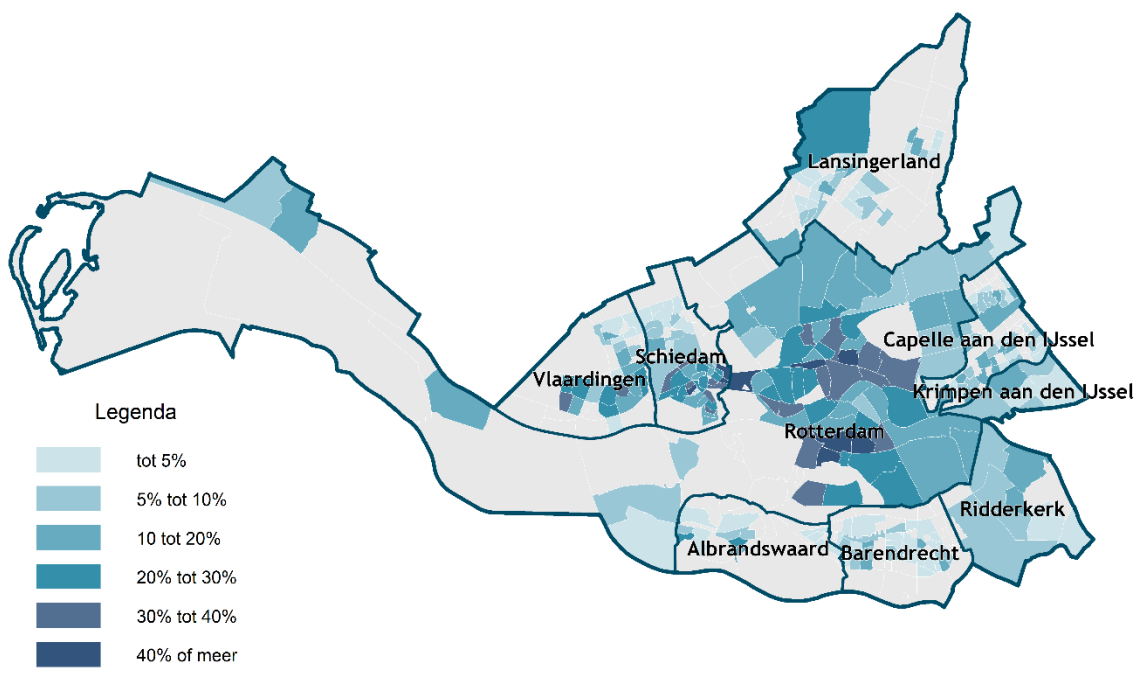 Lansingerland
Capelle aan den IJssel
Schiedam
Vlaardingen
Krimpen aan den IJssel
Rotterdam
Ridderkerk
Albrandswaard
Barendrecht
Legenda
tot 5%
5% tot 10%
10 tot 20%
20% tot 30%
30% tot 40%
40% of meer